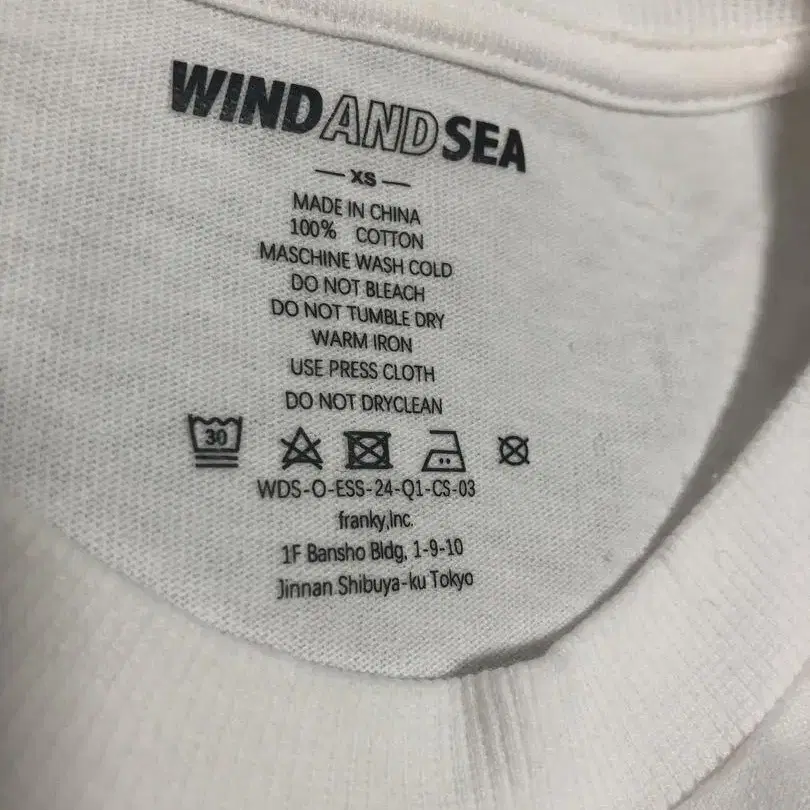 WINDANDSEA
— XS —
MADE IN CHINA
100% COTTON
MASCHINE WASH COLD
DO NOT BLEACH
DO NOT TUMBLE DRY
WARM IRON
USE PRESS CLOTH
DO NOT DRYCLEAN
30
WDS-O-ESS-24-Q1-CS-03
franky,Inc.
1F Bansho Bldg, 1-9-10
Jinnan Shibuya-ku Tokyo